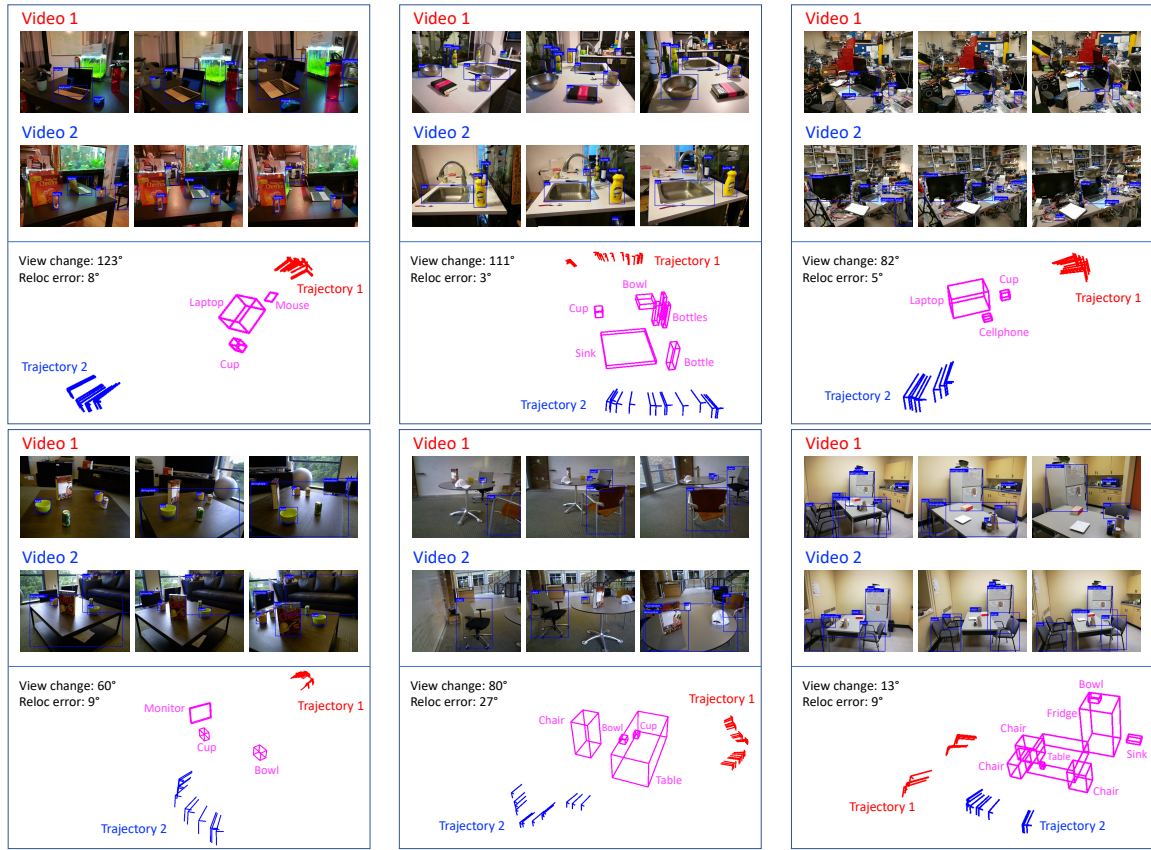 Video 1
Video 2
View change: 123°
Reloc error: 8°
Trajectory 1
Laptop
Mouse
Cup
Trajectory 2
Video 1
Video 2
View change: 111°
Reloc error: 3°
Trajectory 1
Bowl
Cup
Bottles
Sink
Bottle
Trajectory 2
Video 1
Video 2
View change: 82°
Reloc error: 5°
Cup
Trajectory 1
Laptop
Cellphone
Trajectory 2
Video 1
Video 2
View change: 60°
Reloc error: 9°
Trajectory 1
Monitor
Cup
Bowl
Trajectory 2
Video 1
Video 2
View change: 80°
Reloc error: 27°
Trajectory 1
Chair
Bowl
Cup
Table
Trajectory 2
Video 1
Video 2
View change: 13°
Reloc error: 9°
Bowl
Fridge
Chair
Sink
Table
Chair
Chair
Trajectory 1
Trajectory 2